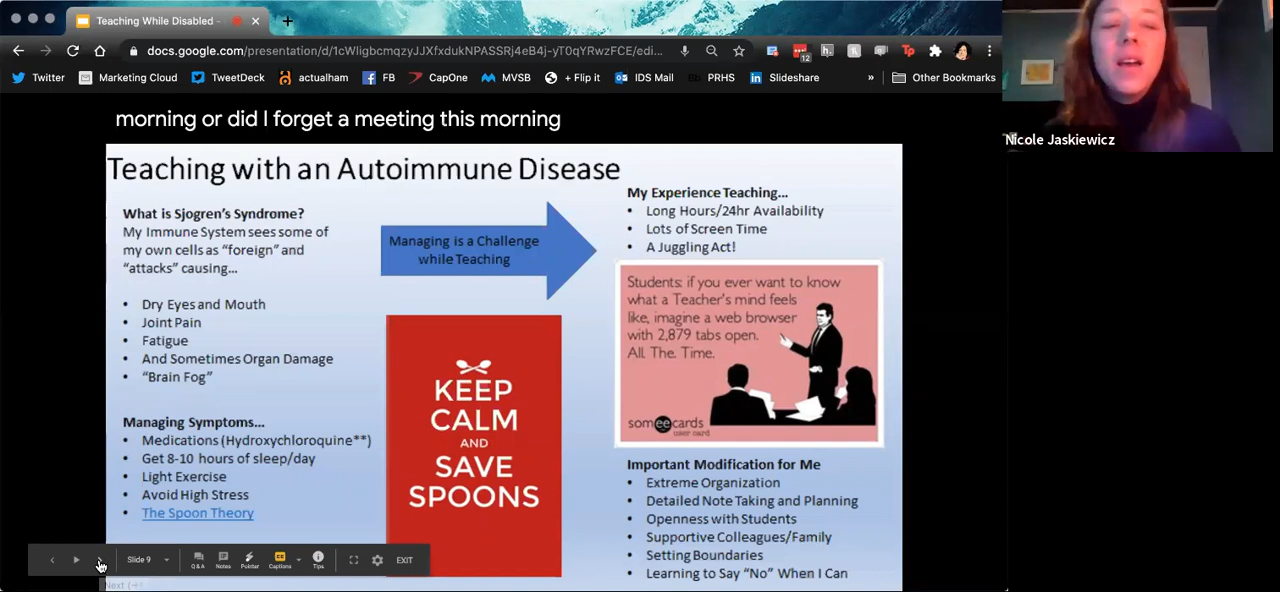 Teaching While Disabled -
docs.google.com/presentation/d/1cWligbcmqzyJJXfxdukNPASSRj4eB4j-yT0qYRwzFCE/edi...
12
Twitter
Marketing Cloud
TweetDeck
actualham
FB
CapOne
MVSB
+ Flip it
IDS Mail
PRHS
Slideshare
»
Other Bookmarks
Nicole Jaskiewicz
morning or did I forget a meeting this morning
Teaching with an Autoimmune Disease
What is Sjogren's Syndrome?
My Immune System sees some of
my own cells as "foreign" and
"attacks" causing...
• Dry Eyes and Mouth
• Joint Pain
• Fatigue
• And Sometimes Organ Damage
• "Brain Fog"
Managing Symptoms...
• Medications (Hydroxychloroquine**)
• Get 8-10 hours of sleep/day
• Light Exercise
• Avoid High Stress
• The Spoon Theory
Managing is a Challenge
while Teaching
KEEP
CALM
AND
SAVE
SPOONS
My Experience Teaching...
• Long Hours/24hr Availability
• Lots of Screen Time
• A Juggling Act!
Students: if you ever want to know
what a Teacher's mind feels
like, imagine a web browser
with 2,879 tabs open.
All. The. Time.
someecards
user card
Important Modification for Me
• Extreme Organization
• Detailed Note Taking and Planning
• Openness with Students
• Supportive Colleagues/Family
• Setting Boundaries
• Learning to Say "No" When I Can
Slide 9
Q&A
Notes
Pointer
Captions
Tips
EXIT